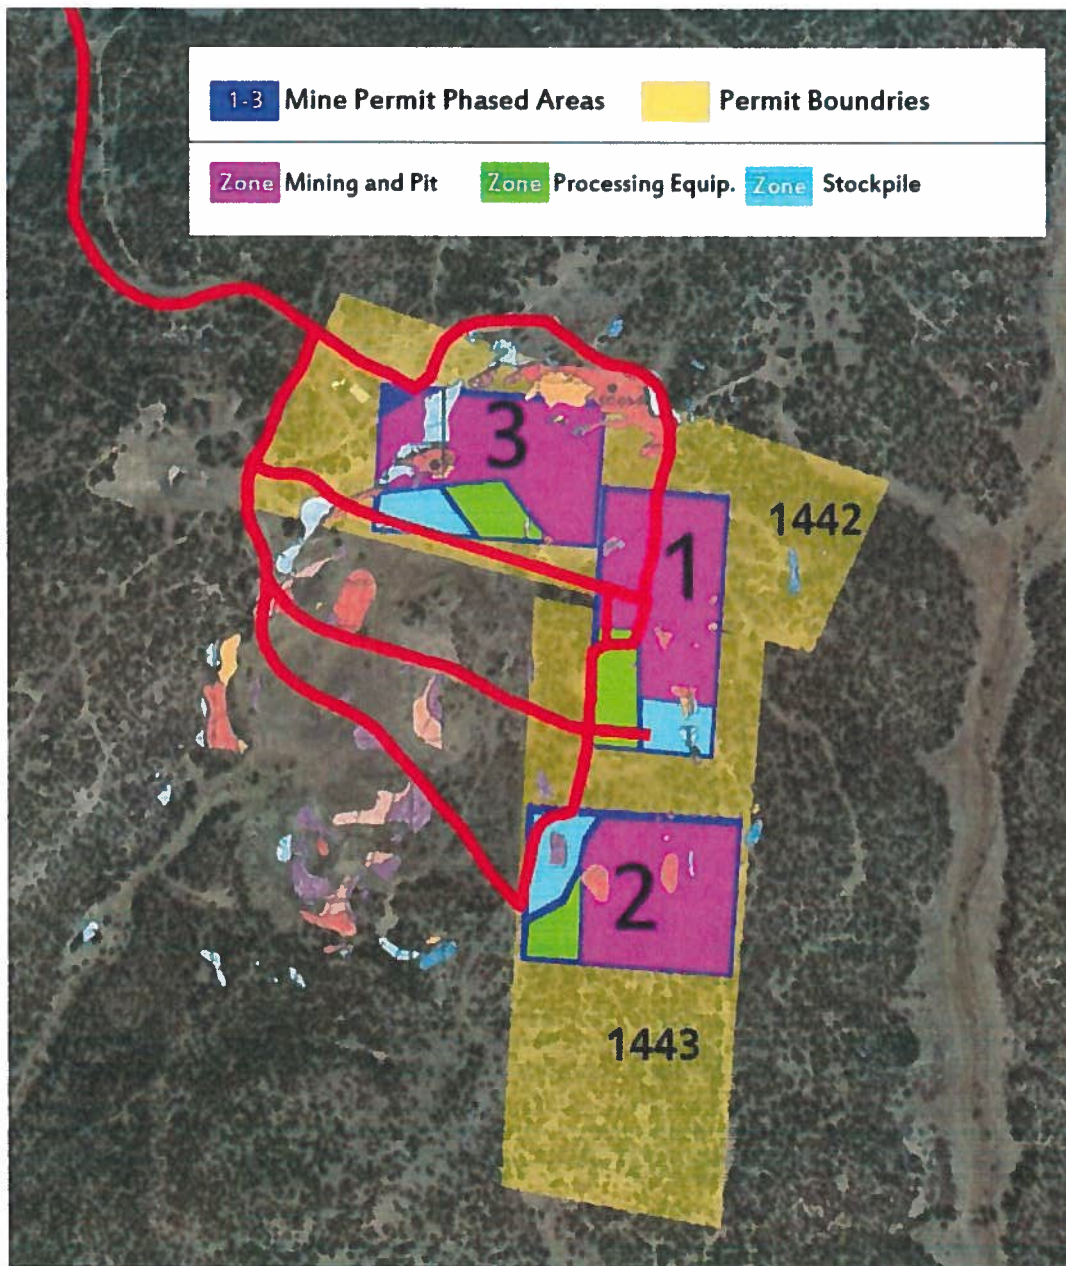 1-3 Mine Permit Phased Areas Permit Boundries
Zone Mining and Pit Zone Processing Equip. Zone Stockpile
3
1442
1
2
1443